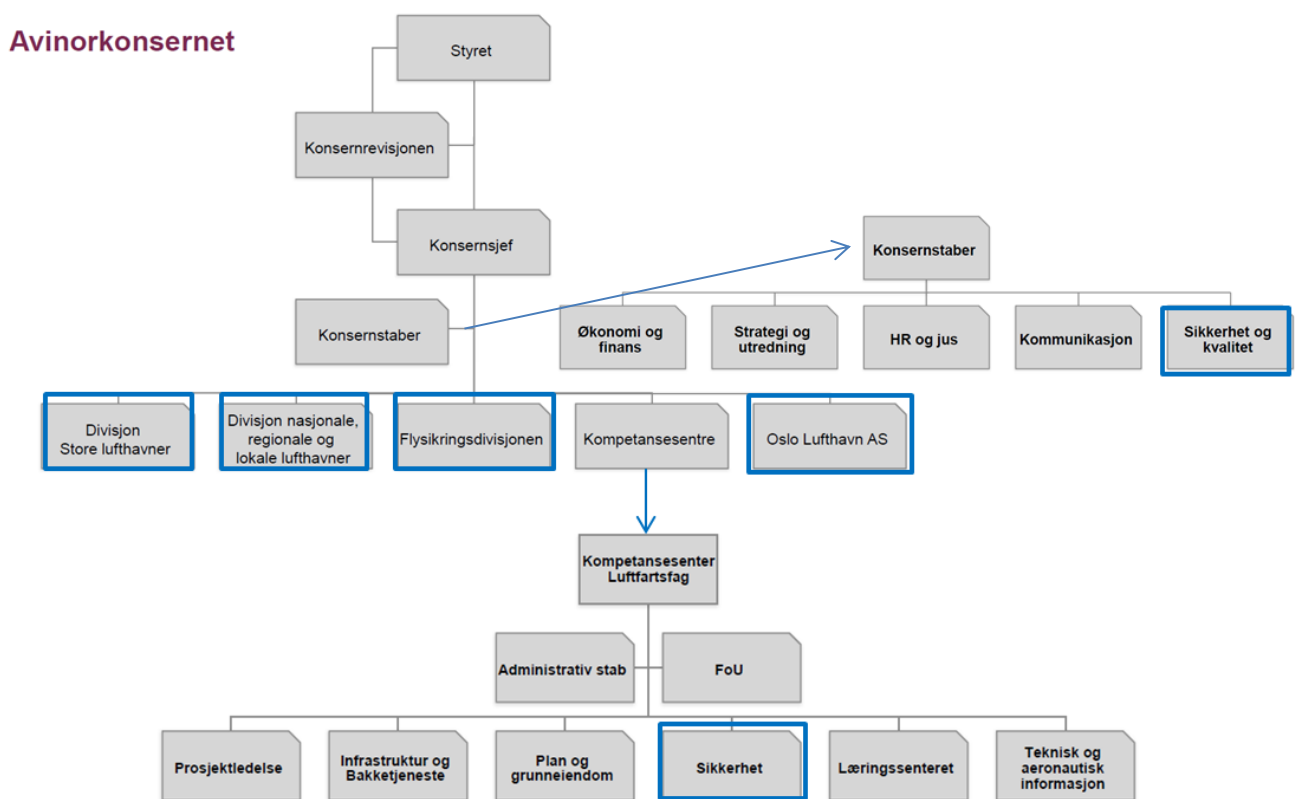 Avinorkonsernet
Styret
Konsernrevisjonen
Konsernsjef
Konsernstaber
Konsernstaber
Økonomi og
finans
Strategi og
utredning
HR og jus
Kommunikasjon
Sikkerhet og
kvalitet
Divisjon
Store lufthavner
Divisjon nasjonale,
regionale og
lokale lufthavner
Flysikringsdivisjonen
Kompetansesentre
Oslo Lufthavn AS
Kompetansesenter
Luftfartsfag
Administrativ stab
FoU
Prosjektledelse
Infrastruktur og
Bakketjeneste
Plan og
grunneiendom
Sikkerhet
Læringssenteret
Teknisk og
aeronautisk
informasjon